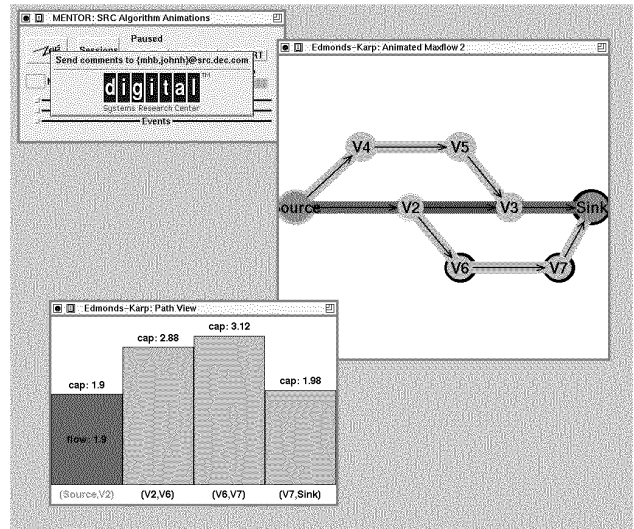 MENTOR: SRC Algorithm Animations
Paused
Sessions
Send comments to {mhb,johnh}@src.dec.com
digital™
Systems Research Center
Events
Edmonds-Karp: Animated Maxflow 2
V4
V5
ource
V2
V3
Sink
V6
V7
Edmonds-Karp: Path View
cap: 3.12
cap: 2.88
cap: 1.98
cap: 1.9
flow: 1.9
(Source,V2)
(V2,V6)
(V6,V7)
(V7,Sink)